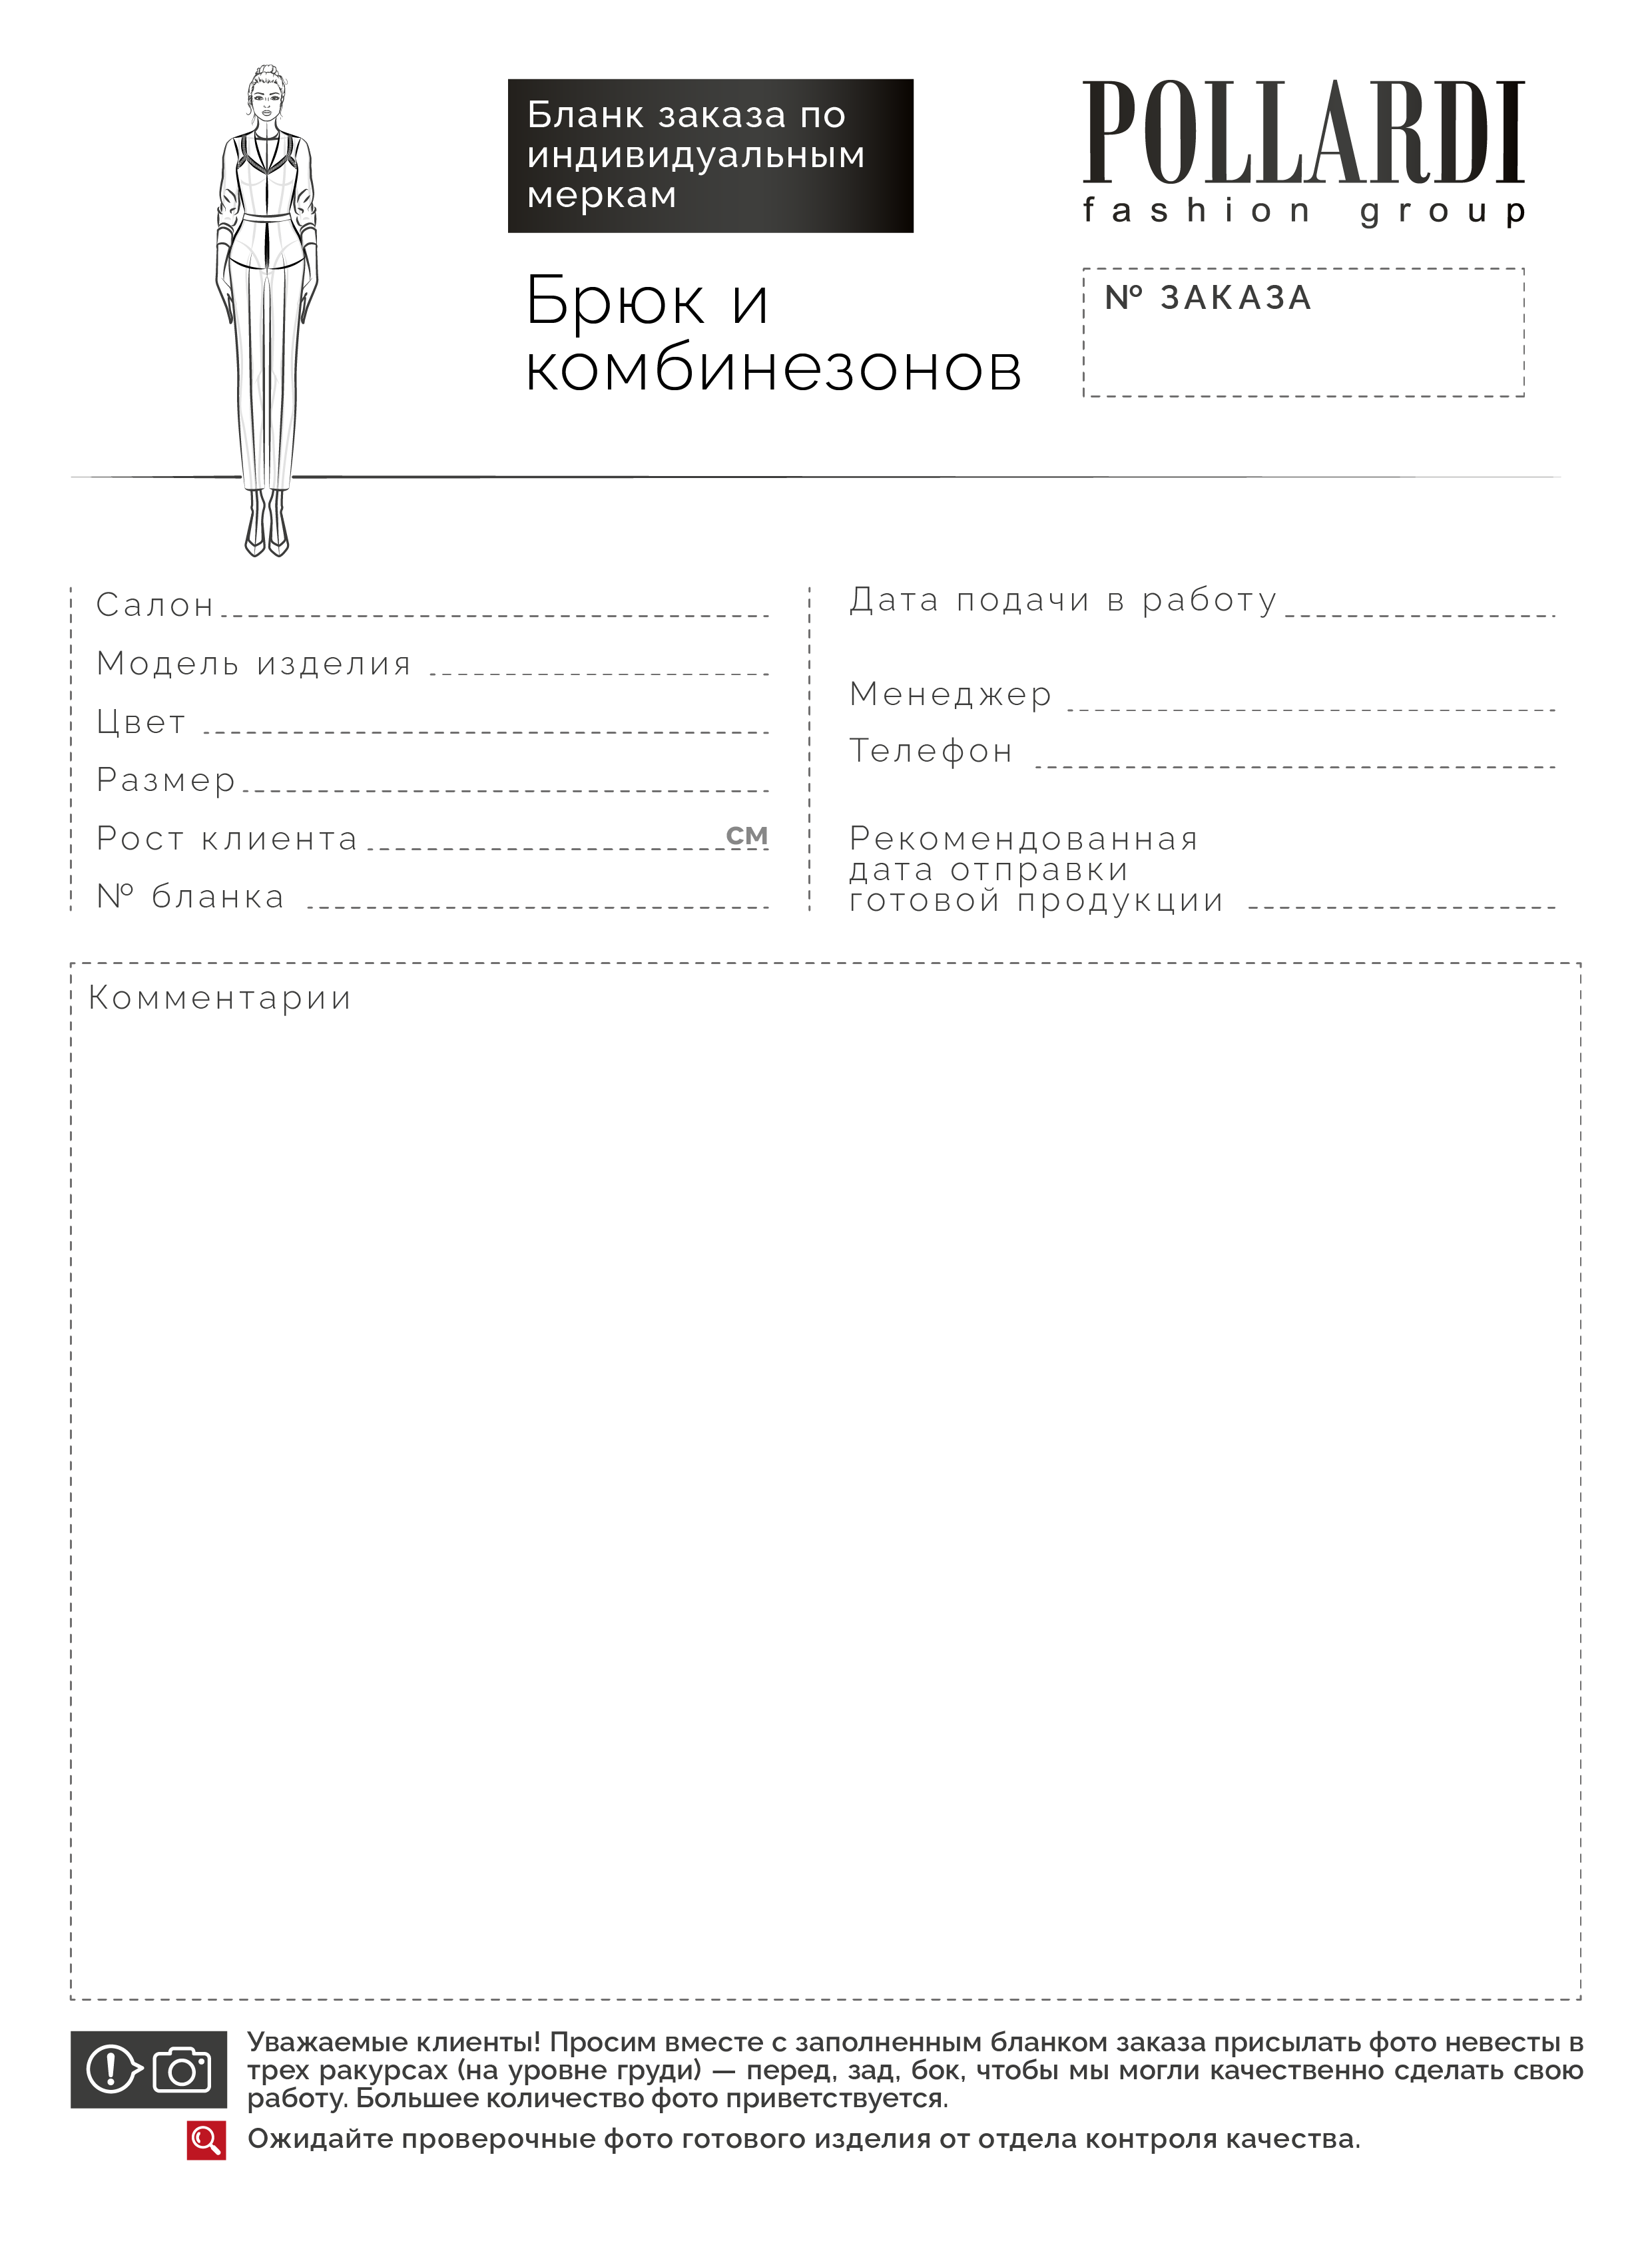 Бланк заказа по
индивидуальным
меркам
Брюк и
комбинезонов
POLLARDI
fashion group
№ ЗАКАЗА
Салон
Модель изделия
Цвет
Размер
Рост клиента см
№ бланка
Дата подачи в работу
Менеджер
Телефон
Рекомендованная
дата отправки
готовой продукции
Комментарии
Уважаемые клиенты! Просим вместе с заполненным бланком заказа присылать фото невесты в
трех ракурсах (на уровне груди) — перед, зад, бок, чтобы мы могли качественно сделать свою
работу. Большее количество фото приветствуется.
Ожидайте проверочные фото готового изделия от отдела контроля качества.